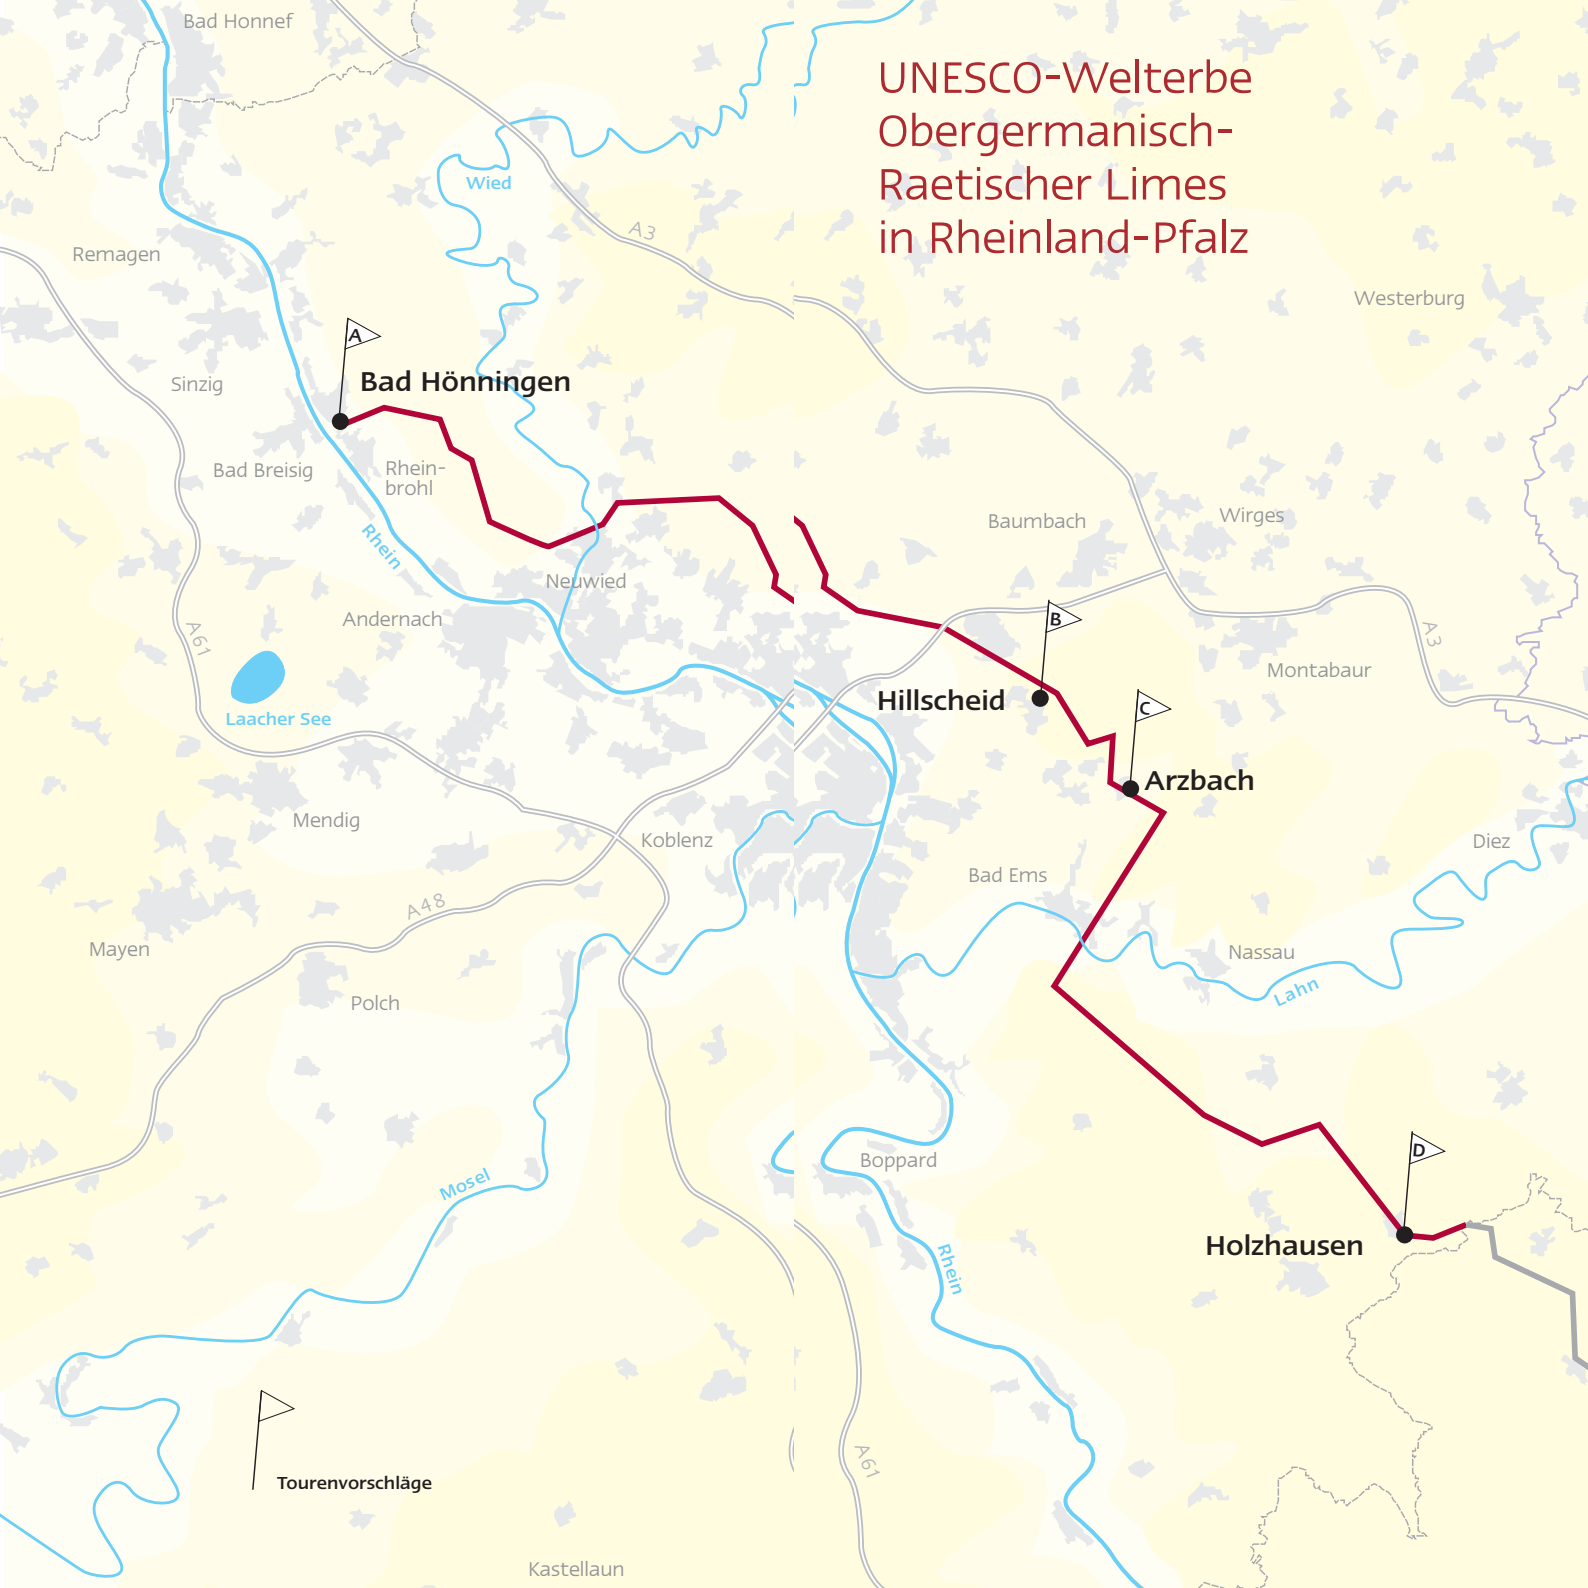 UNESCO-Welterbe
Obergermanisch-
Raetischer Limes
in Rheinland-Pfalz
Bad Honnef
Wied
A3
Remagen
Westerburg
A
Sinzig
Bad Hönningen
Bad Breisig
Rhein-
brohl
Rhein
Baumbach
Wirges
Neuwied
Andernach
A61
B
A3
Montabaur
Laacher See
Hillscheid
C
Arzbach
Mendig
Koblenz
Diez
Bad Ems
A48
Mayen
Nassau
Lahn
Polch
Boppard
D
Mosel
Holzhausen
Rhein
A61
Tourenvorschläge
Kastellaun